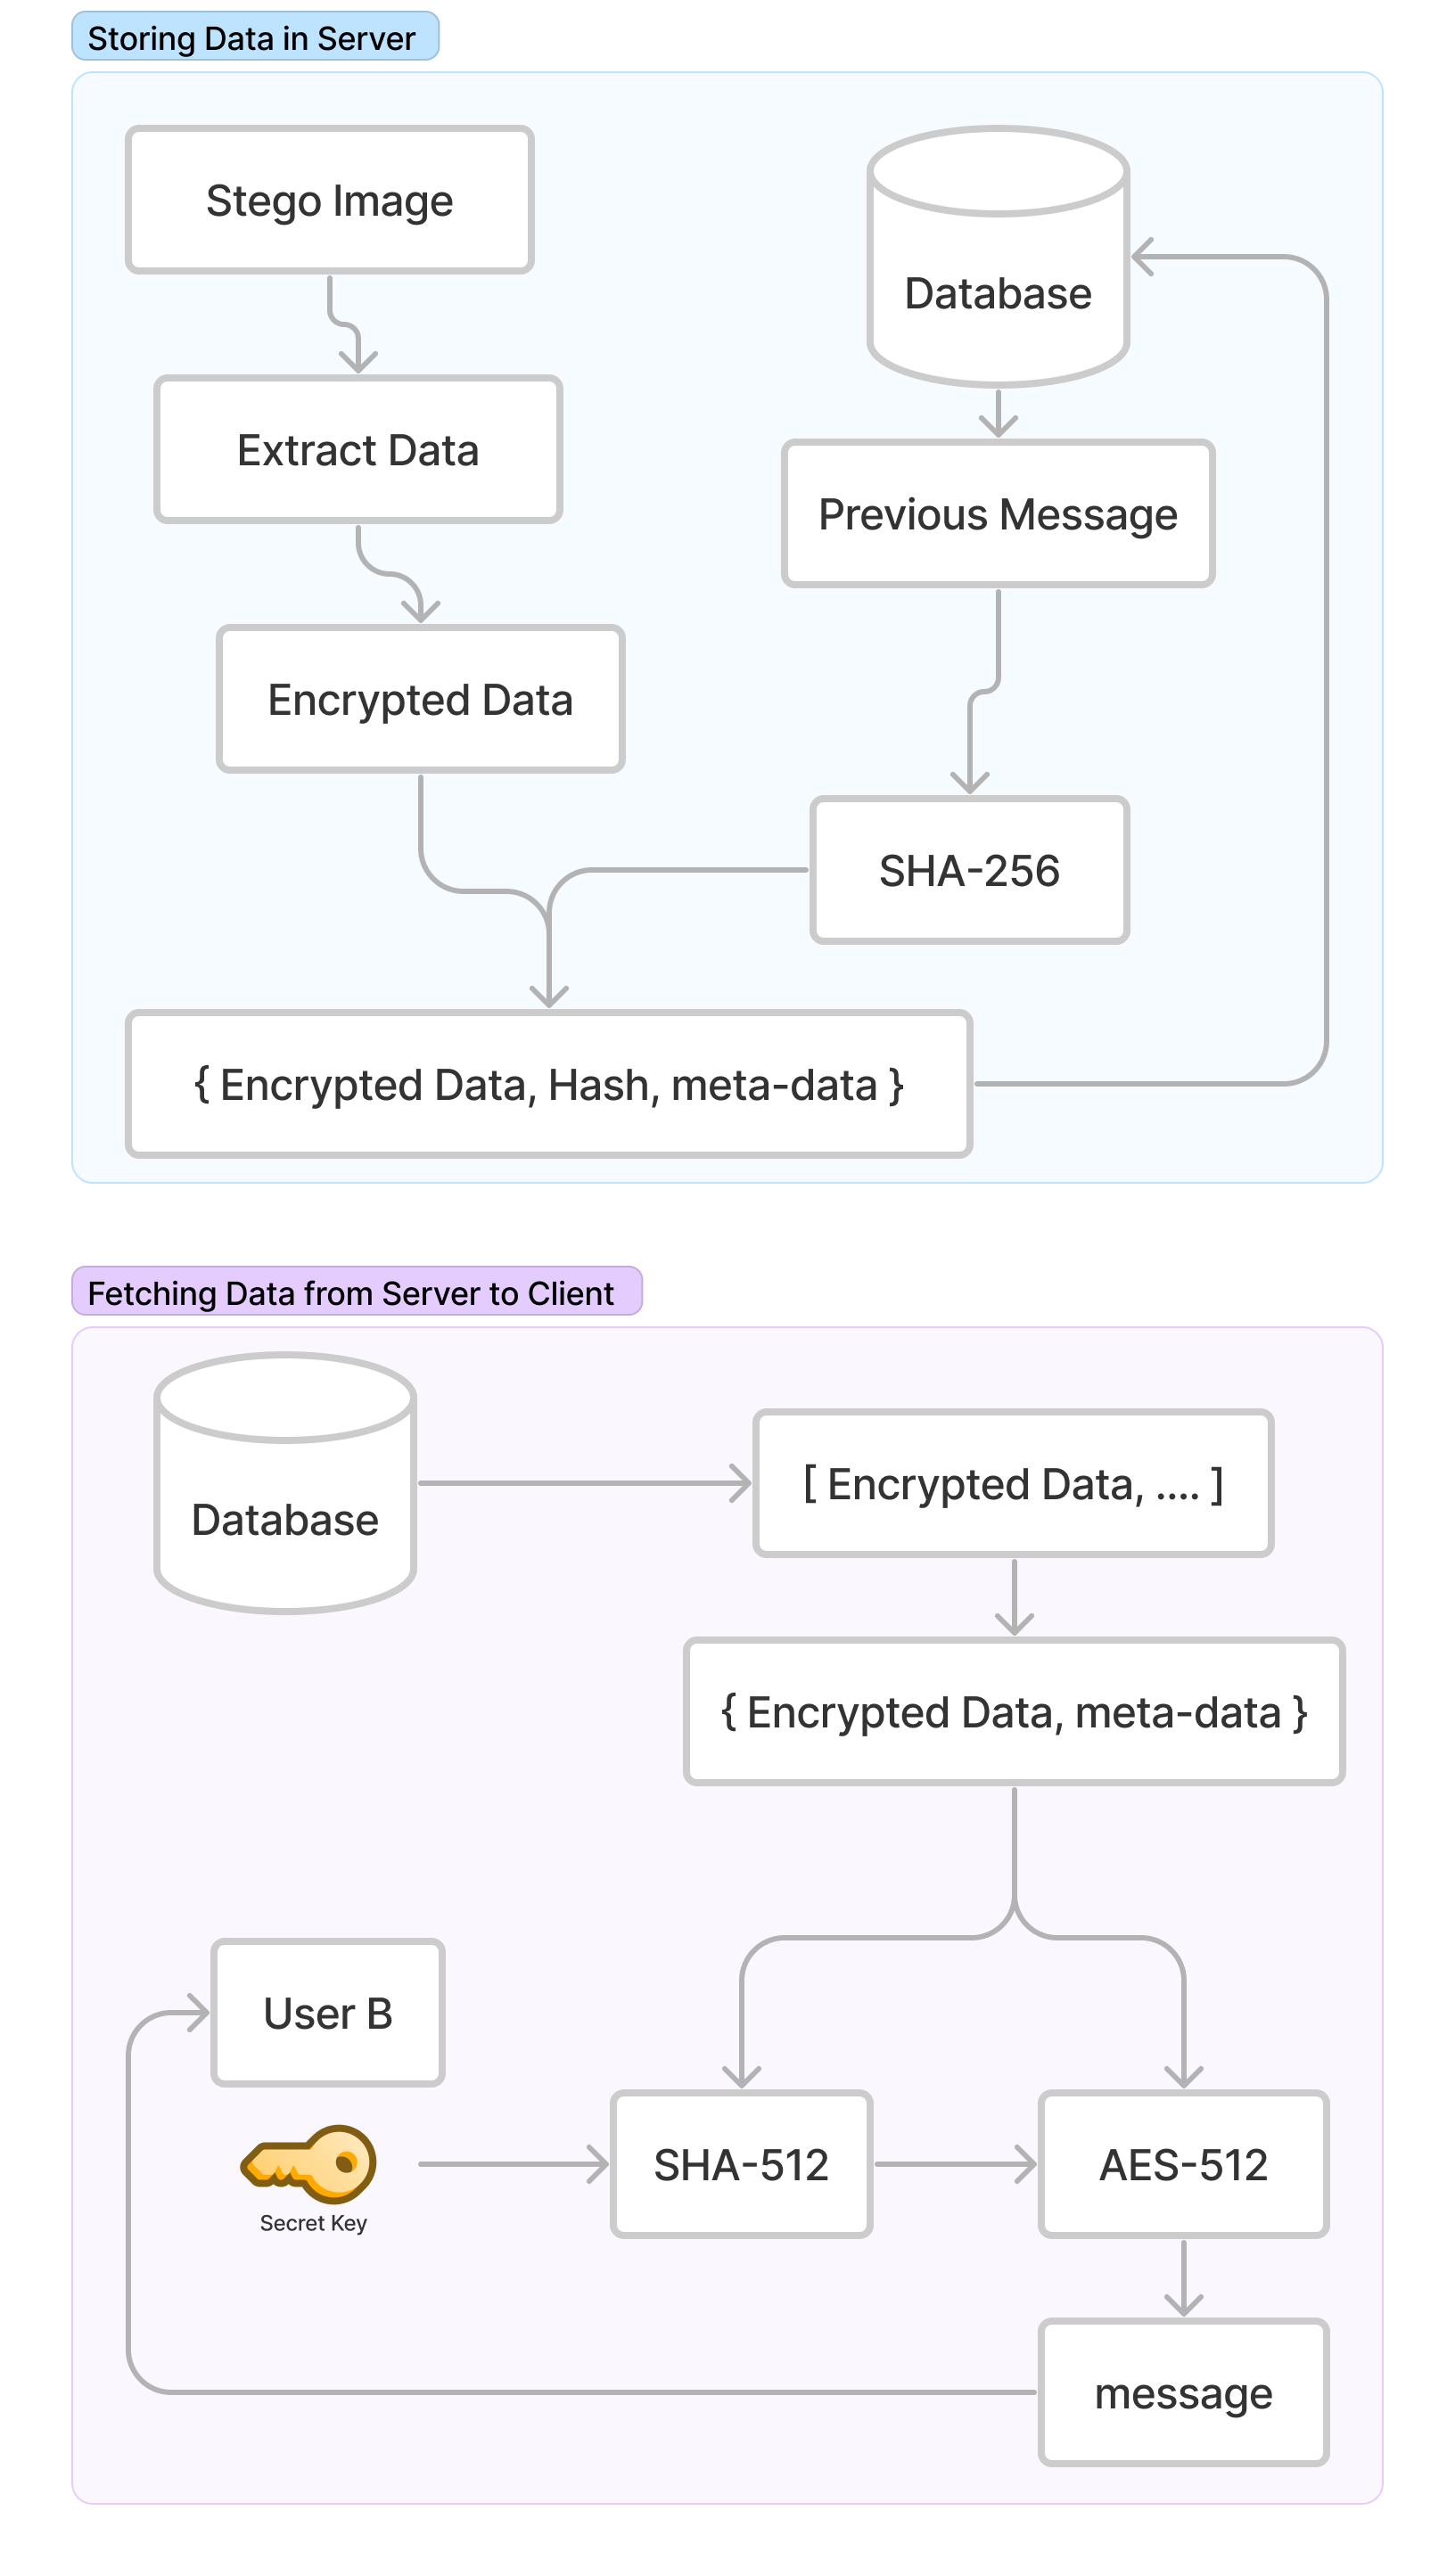 Storing Data in Server
Stego Image
Database
Extract Data
Previous Message
Encrypted Data
SHA-256
{ Encrypted Data, Hash, meta-data }
Fetching Data from Server to Client
Database
[ Encrypted Data, .... ]
{ Encrypted Data, meta-data }
User B
Secret Key
SHA-512
AES-512
message